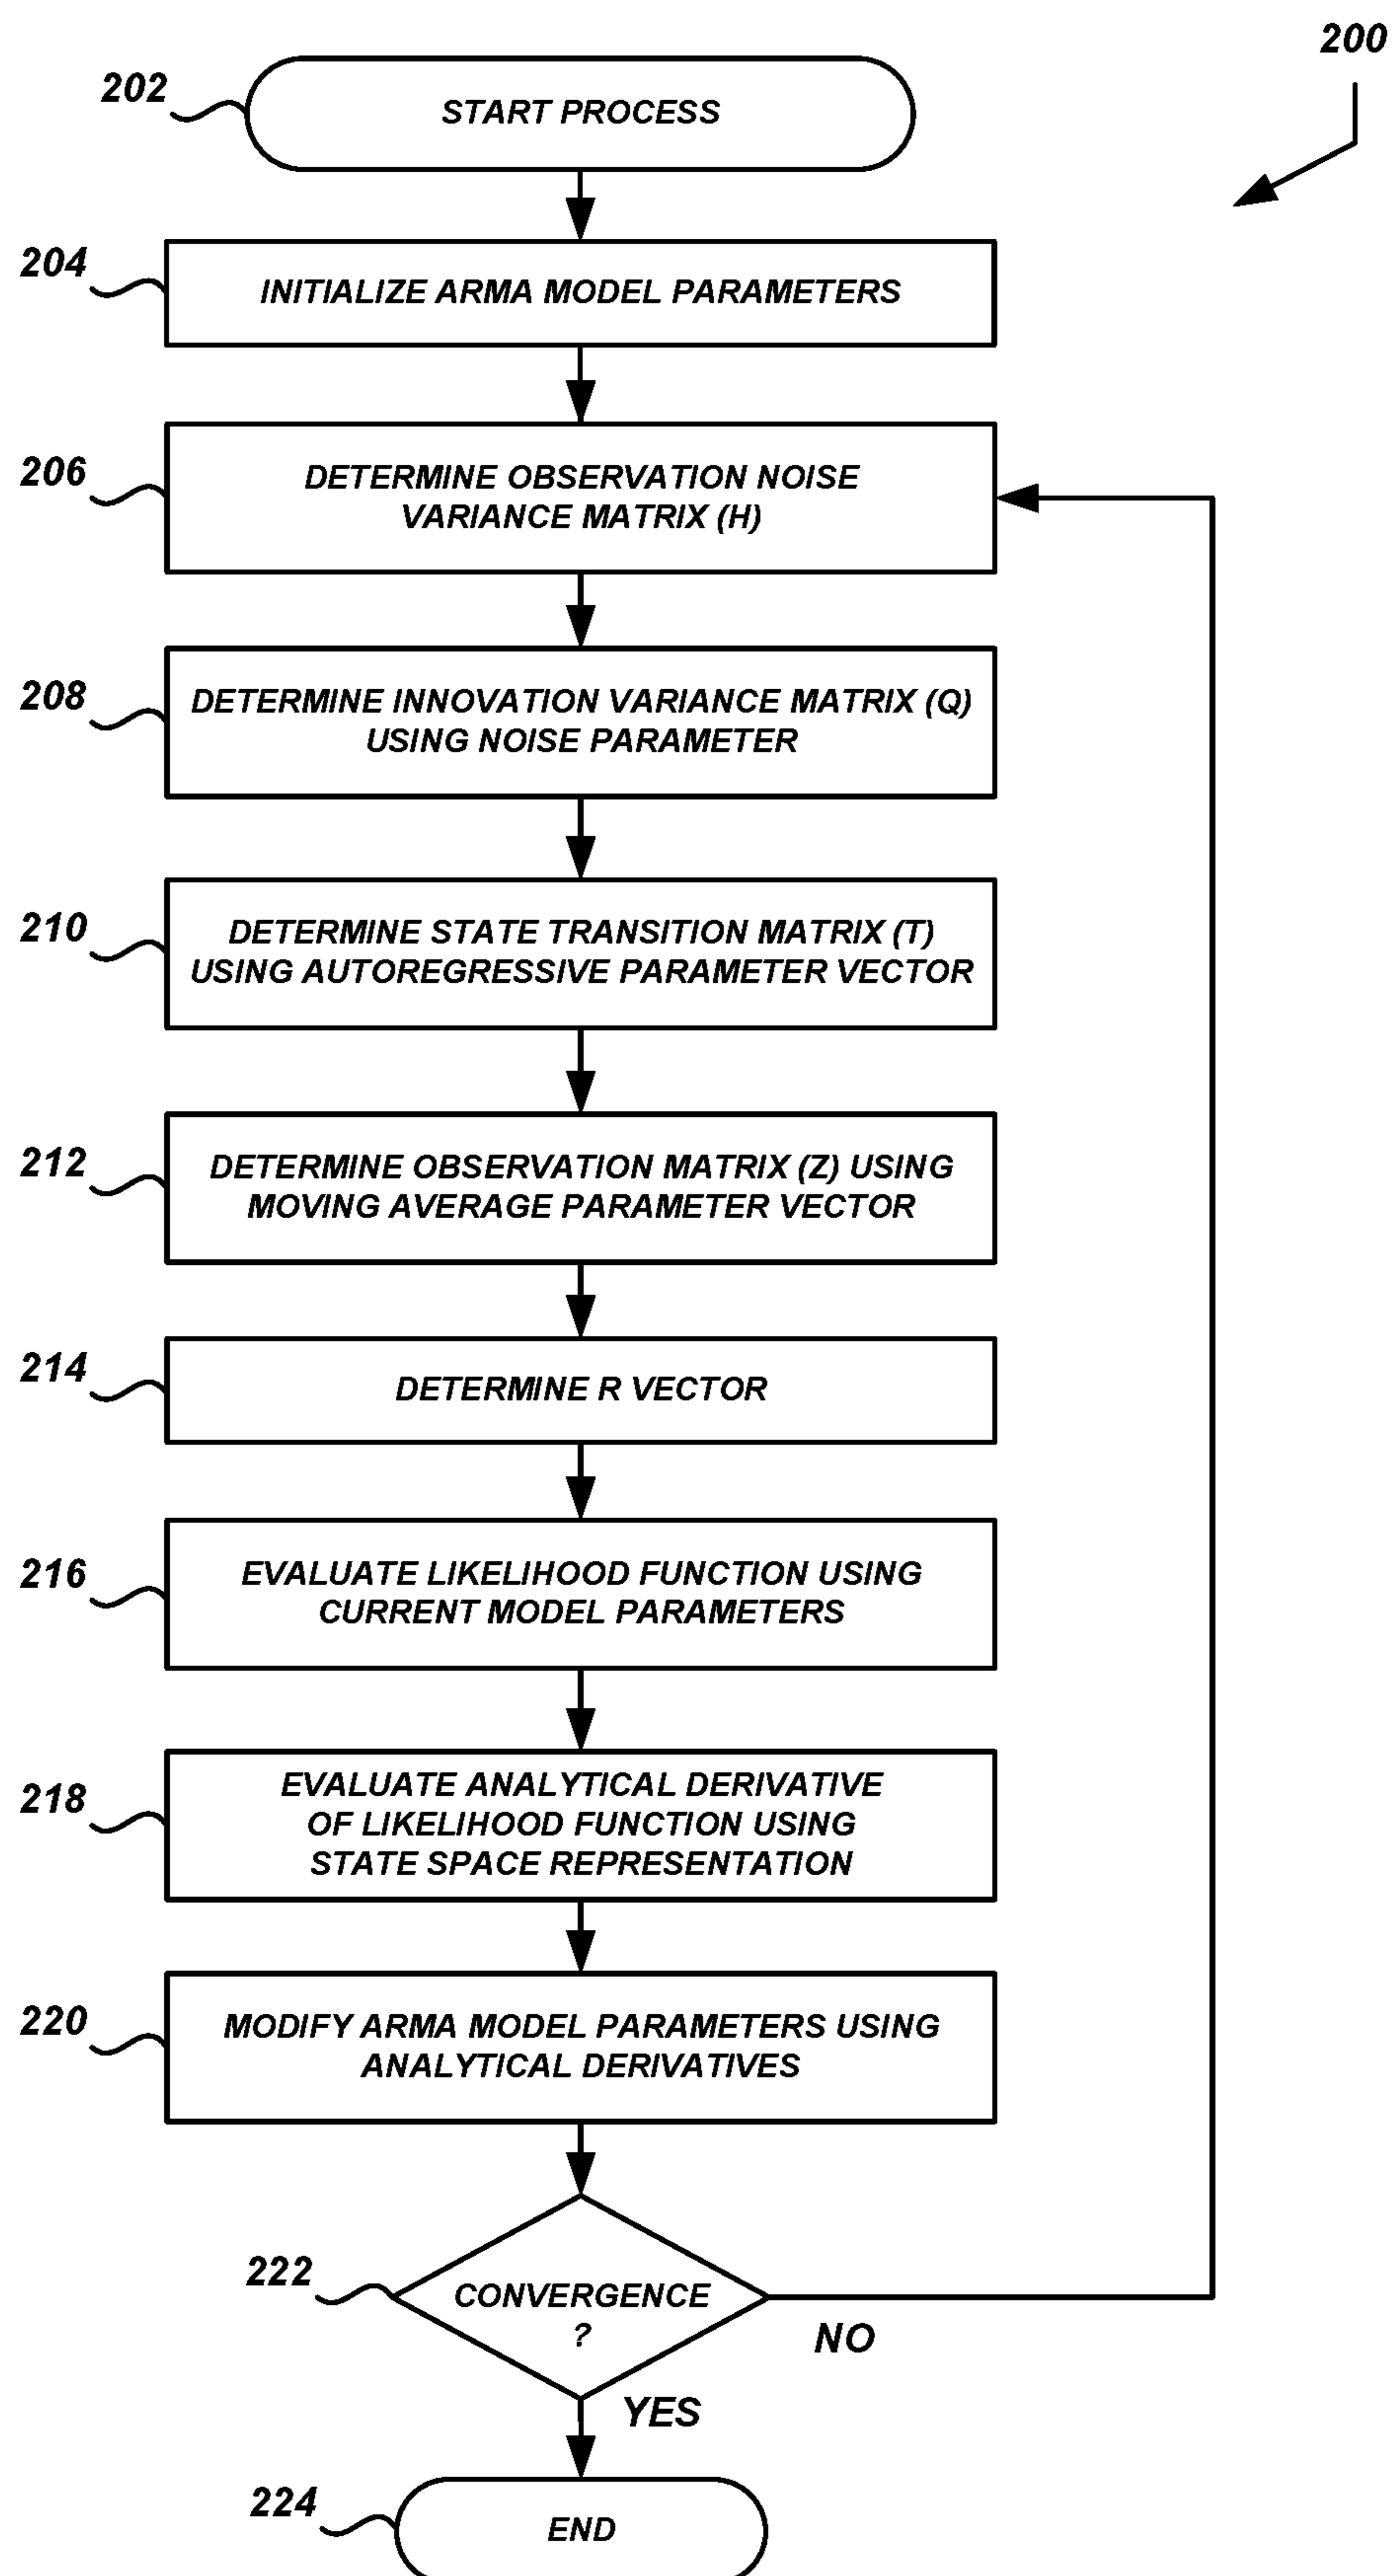 200
202
START PROCESS
204
INITIALIZE ARMA MODEL PARAMETERS
206
DETERMINE OBSERVATION NOISE
VARIANCE MATRIX (H)
208
DETERMINE INNOVATION VARIANCE MATRIX (Q)
USING NOISE PARAMETER
210
DETERMINE STATE TRANSITION MATRIX (T)
USING AUTOREGRESSIVE PARAMETER VECTOR
212
DETERMINE OBSERVATION MATRIX (Z) USING
MOVING AVERAGE PARAMETER VECTOR
214
DETERMINE R VECTOR
216
EVALUATE LIKELIHOOD FUNCTION USING
CURRENT MODEL PARAMETERS
218
EVALUATE ANALYTICAL DERIVATIVE
OF LIKELIHOOD FUNCTION USING
STATE SPACE REPRESENTATION
220
MODIFY ARMA MODEL PARAMETERS USING
ANALYTICAL DERIVATIVES
222
CONVERGENCE
?
NO
YES
224
END